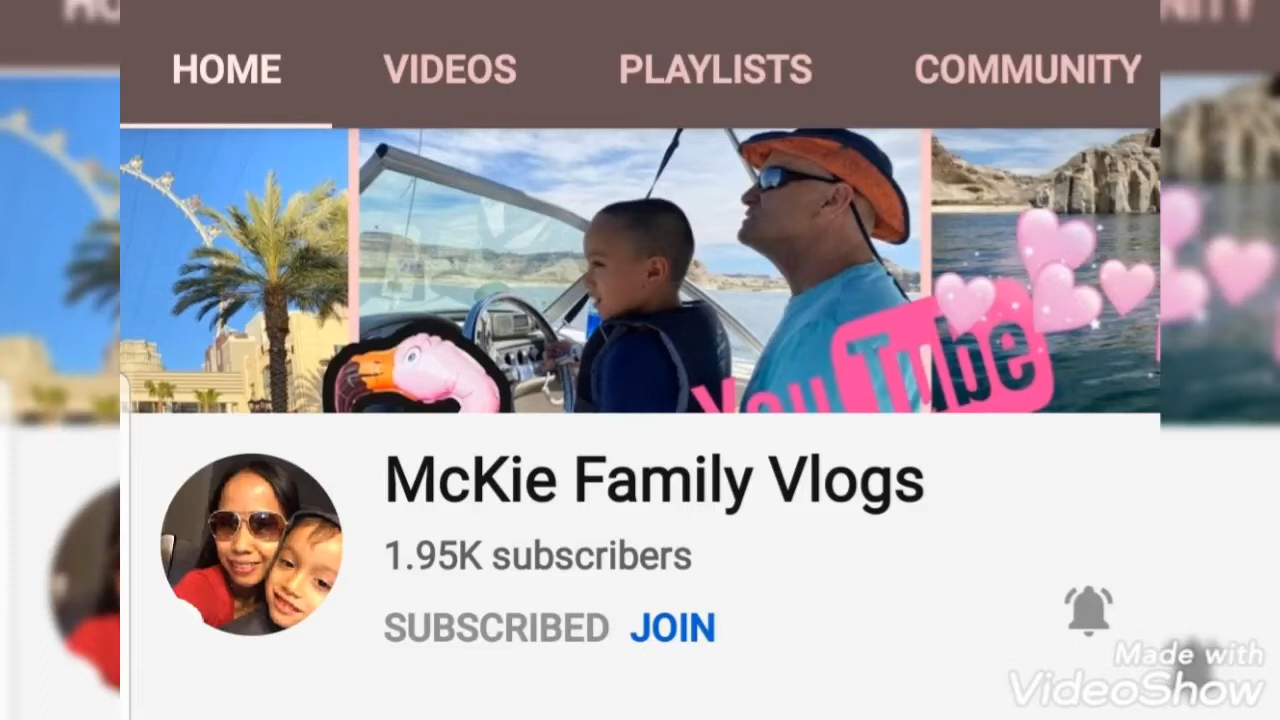 HOME VIDEOS PLAYLISTS COMMUNITY
YouTube
McKie Family Vlogs
1.95K subscribers
SUBSCRIBED JOIN
Made with
VideoShow